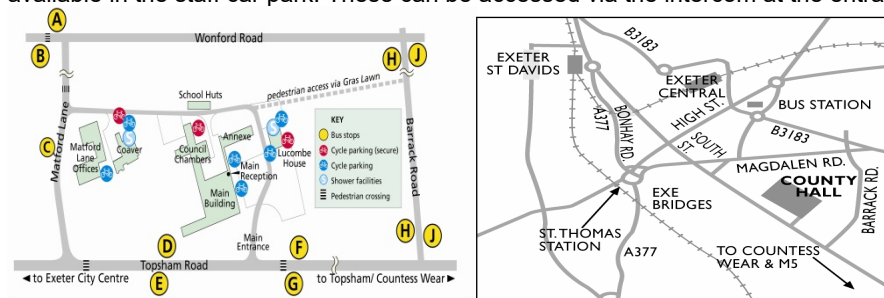 available in the staff car park. These can be accessed via the intercom at the entra
A
B
Wonford Road
H
J
School Huts
pedestrian access via Gras Lawn
Matford Lane
C
Matford
Lane
Offices
Coaver
Council
Chambers
Annexe
Lucombe
House
Main
Reception
Main
Building
Main
Entrance
KEY
Bus stops
Cycle parking (secure)
Cycle parking
Shower facilities
Pedestrian crossing
Barrack Road
H
J
D
F
Topsham Road
E
G
to Exeter City Centre
to Topsham/ Countess Wear
EXETER
ST DAVIDS
B3183
EXETER
CENTRAL
A377
BONHAY RD.
HIGH ST.
BUS STATION
SOUTH
ST.
B3183
MAGDALEN RD.
COUNTY
HALL
BARRACK RD.
EXE
BRIDGES
ST. THOMAS
STATION
A377
TO COUNTESS
WEAR & M5